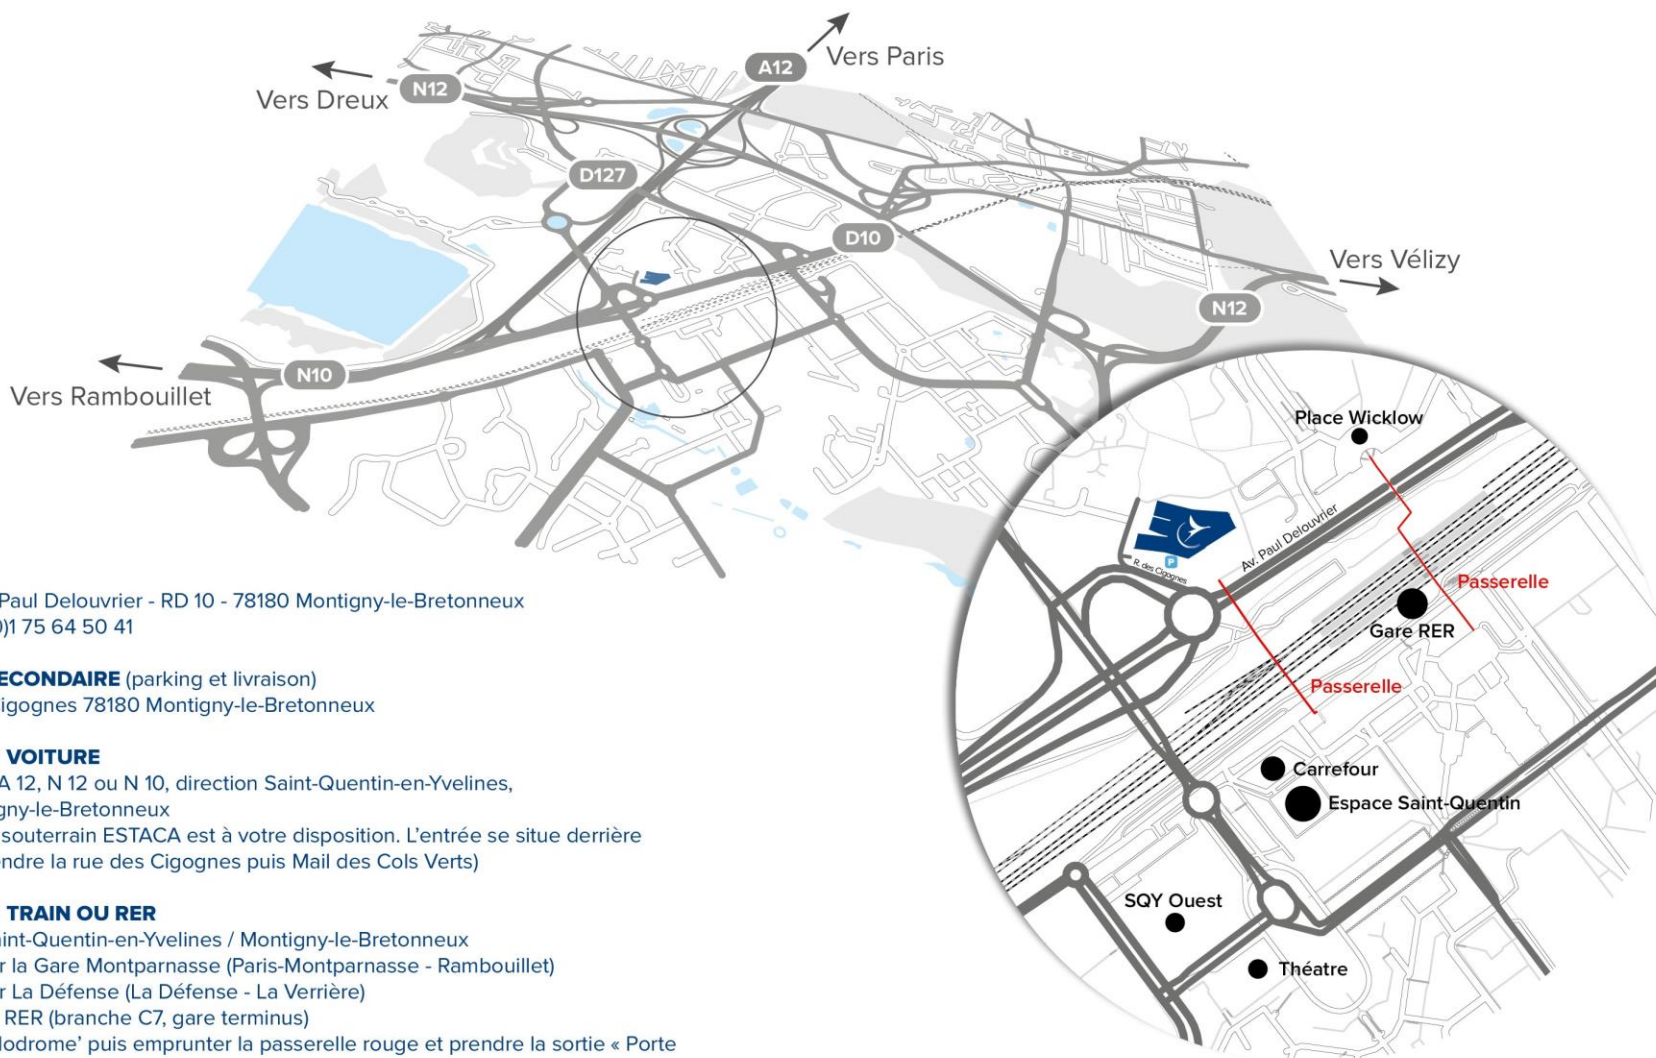 Vers Paris
A12
Vers Dreux
N12
D127
D10
Vers Vélizy
N12
N10
Vers Rambouillet
Place Wicklow
Av. Paul Delouvrier
R. des Cigognes
P
Passerelle
Gare RER
Passerelle
Carrefour
Espace Saint-Quentin
SQY Ouest
Théatre
Paul Delouvrier - RD 10 - 78180 Montigny-le-Bretonneux
)1 75 64 50 41
ECONDAIRE (parking et livraison)
igognes 78180 Montigny-le-Bretonneux
VOITURE
A 12, N 12 ou N 10, direction Saint-Quentin-en-Yvelines,
gny-le-Bretonneux
souterrain ESTACA est à votre disposition. L’entrée se situe derrière
endre la rue des Cigognes puis Mail des Cols Verts)
TRAIN OU RER
aint-Quentin-en-Yvelines / Montigny-le-Bretonneux
r la Gare Montparnasse (Paris-Montparnasse - Rambouillet)
r La Défense (La Défense - La Verrière)
RER (branche C7, gare terminus)
lodrome’ puis emprunter la passerelle rouge et prendre la sortie « Porte